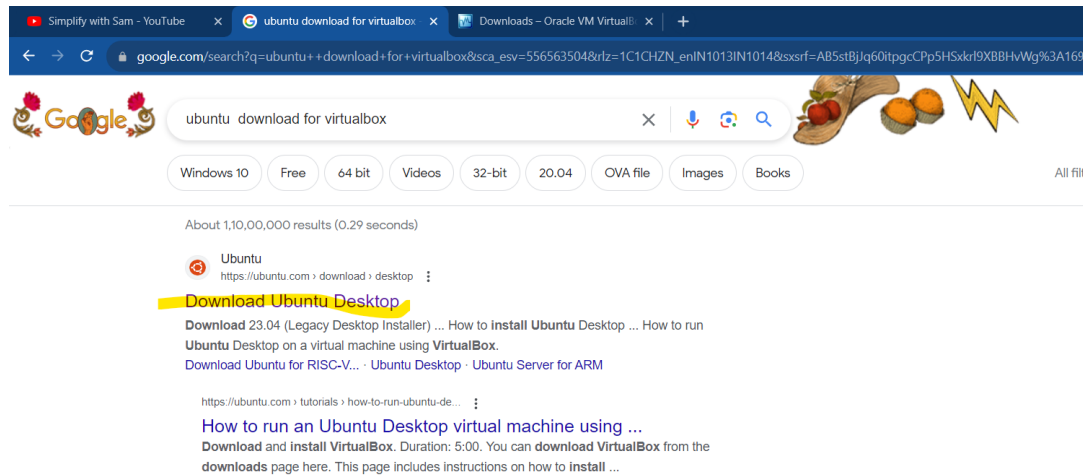 Simplify with Sam - YouTube
ubuntu download for virtualbox
Downloads – Oracle VM VirtualB
google.com/search?q=ubuntu++download+for+virtualbox&sca_esv=556563504&rlz=1C1CHZN_enIN1013IN1014&sxsrf=AB5stBjJq60itpgcCPp5HSxkrl9XBBHvWg%3A169
Google
ubuntu download for virtualbox
Windows 10
Free
64 bit
Videos
32-bit
20.04
OVA file
Images
Books
All filt
About 1,10,00,000 results (0.29 seconds)
Ubuntu
https://ubuntu.com › download › desktop
Download Ubuntu Desktop
Download 23.04 (Legacy Desktop Installer) ... How to install Ubuntu Desktop ... How to run
Ubuntu Desktop on a virtual machine using VirtualBox.
Download Ubuntu for RISC-V... · Ubuntu Desktop · Ubuntu Server for ARM
https://ubuntu.com › tutorials › how-to-run-ubuntu-de...
How to run an Ubuntu Desktop virtual machine using ...
Download and install VirtualBox. Duration: 5:00. You can download VirtualBox from the
downloads page here. This page includes instructions on how to install ...